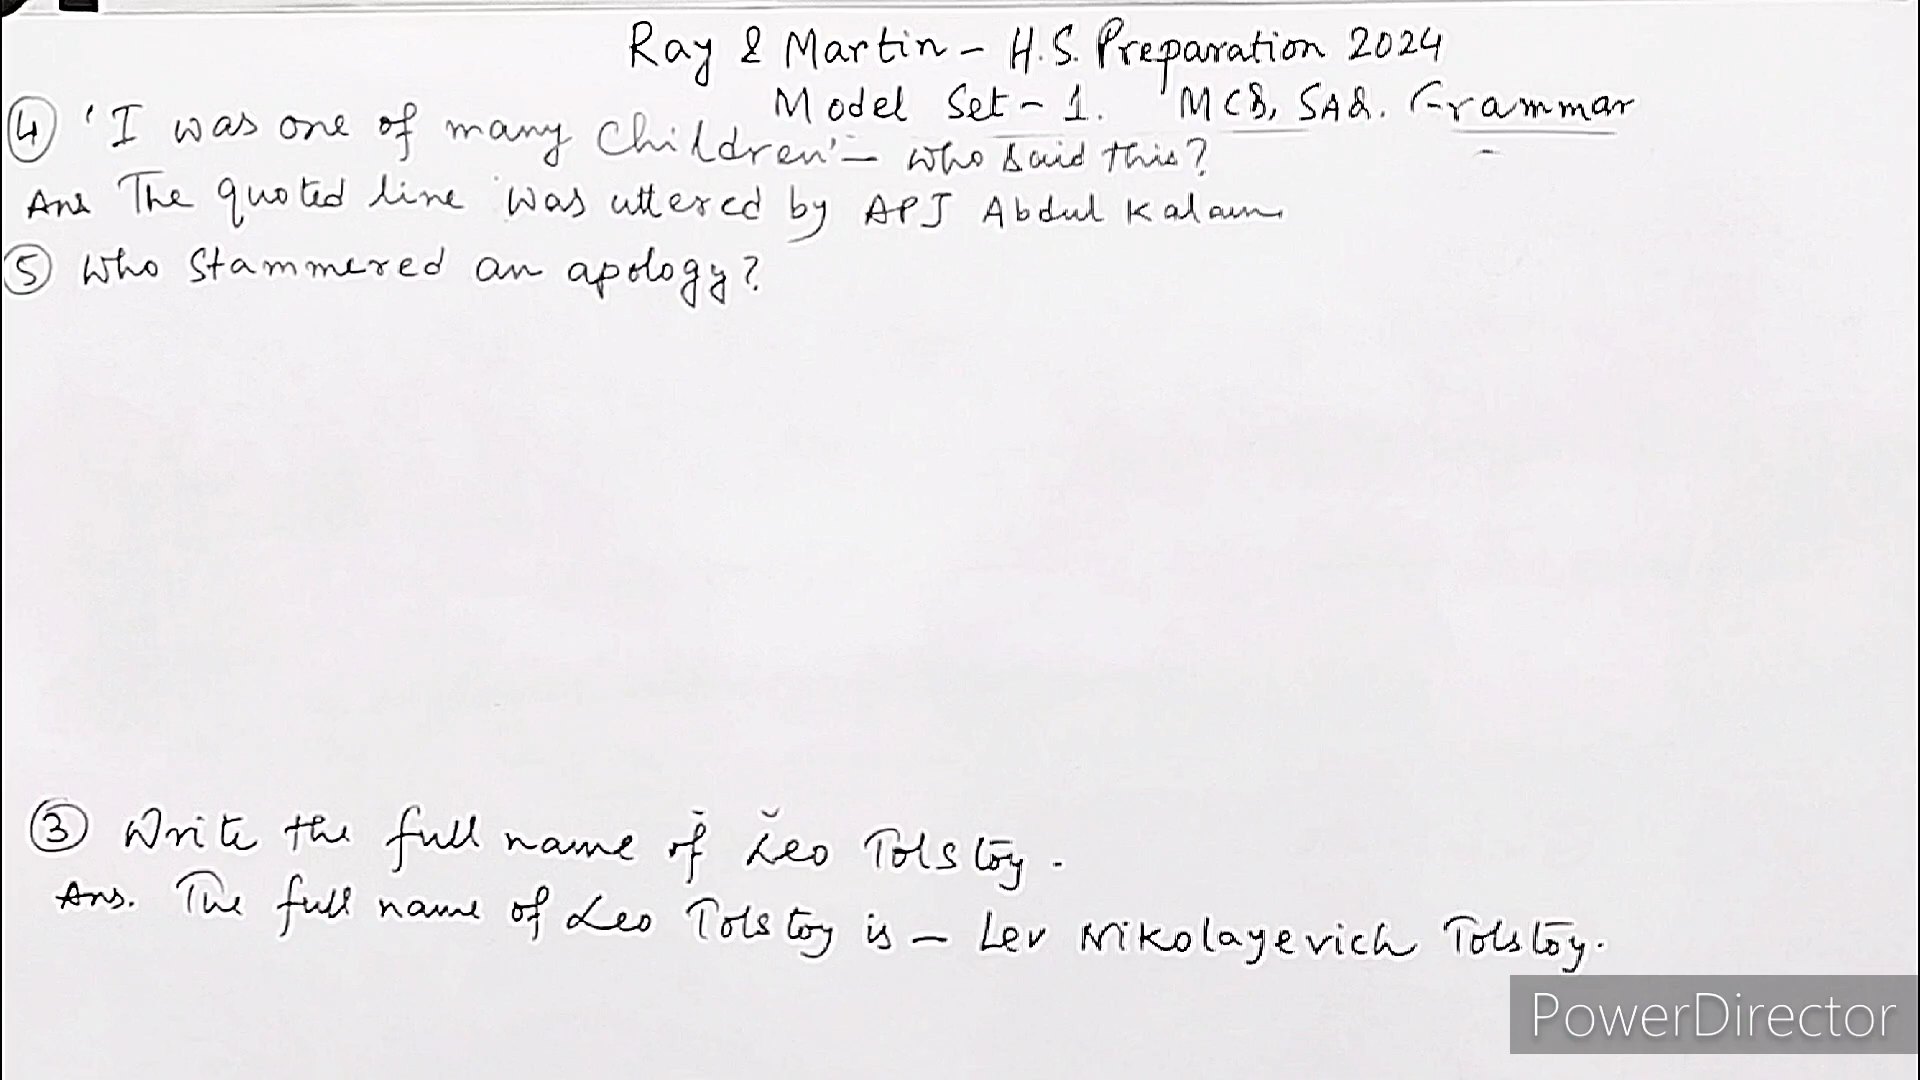 Ray & Martin - H.S. Preparation 2024
Model Set - 1. MCQ, SAQ. Grammar
④ 'I was one of many Children' - who said this?
Ans The quoted line was uttered by APJ Abdul Kalam
⑤ Who Stammered an apology?
③ Write the full name of Leo Tolstoy.
Ans. The full name of Leo Tolstoy is - Lev Nikolayevich Tolstoy.
PowerDirector